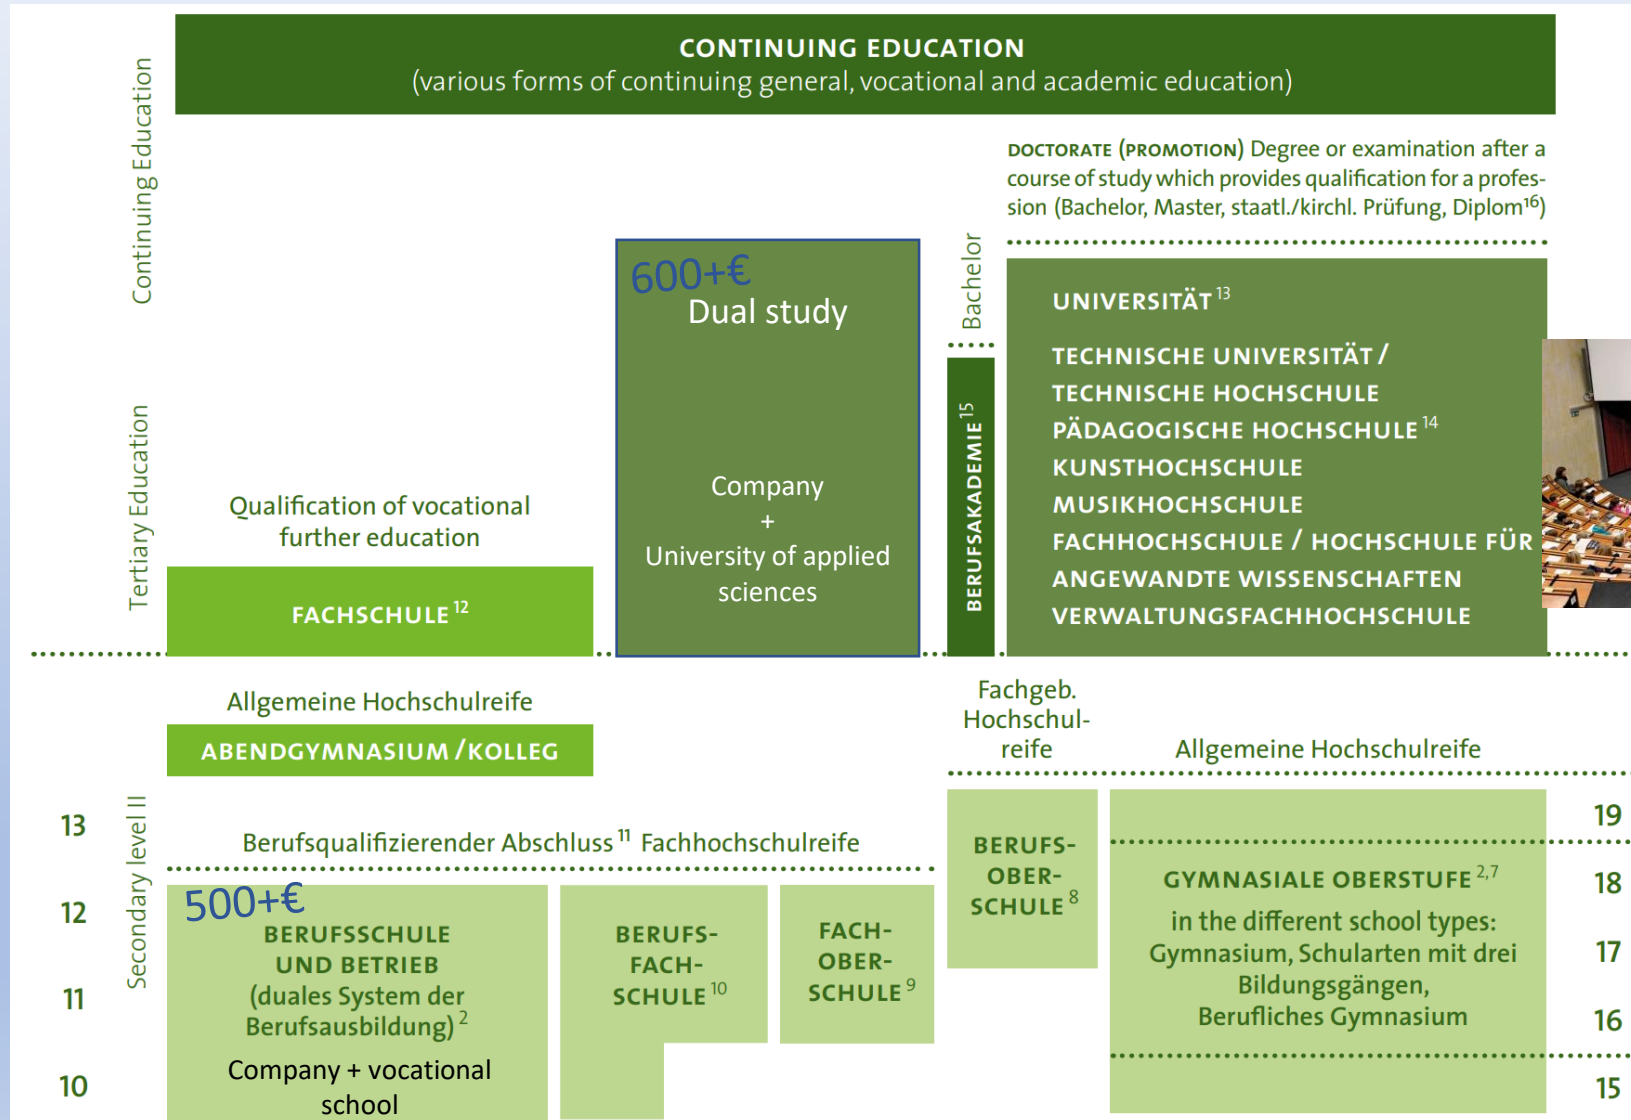 CONTINUING EDUCATION
(various forms of continuing general, vocational and academic education)
Continuing Education
DOCTORATE (PROMOTION) Degree or examination after a
course of study which provides qualification for a profes-
sion (Bachelor, Master, staatl./kirchl. Prüfung, Diplom¹⁶)
Tertiary Education
Qualification of vocational
further education
FACHSCHULE ¹²
600+€
Dual study
Company
+
University of applied
sciences
Bachelor
BERUFSAKADEMIE ¹⁵
UNIVERSITÄT ¹³
TECHNISCHE UNIVERSITÄT /
TECHNISCHE HOCHSCHULE
PÄDAGOGISCHE HOCHSCHULE ¹⁴
KUNSTHOCHSCHULE
MUSIKHOCHSCHULE
FACHHOCHSCHULE / HOCHSCHULE FÜR
ANGEWANDTE WISSENSCHAFTEN
VERWALTUNGSFACHHOCHSCHULE
Allgemeine Hochschulreife
ABENDGYMNASIUM / KOLLEG
Fachgeb.
Hochschul-
reife
Allgemeine Hochschulreife
Secondary level II
13
12
11
10
Berufsqualifizierender Abschluss ¹¹ Fachhochschulreife
500+€
BERUFSSCHULE
UND BETRIEB
(duales System der
Berufsausbildung) ²
Company + vocational
school
BERUFS-
FACH-
SCHULE ¹⁰
FACH-
OBER-
SCHULE ⁹
BERUFS-
OBER-
SCHULE ⁸
GYMNASIALE OBERSTUFE ²,⁷
in the different school types:
Gymnasium, Schularten mit drei
Bildungsgängen,
Berufliches Gymnasium
19
18
17
16
15